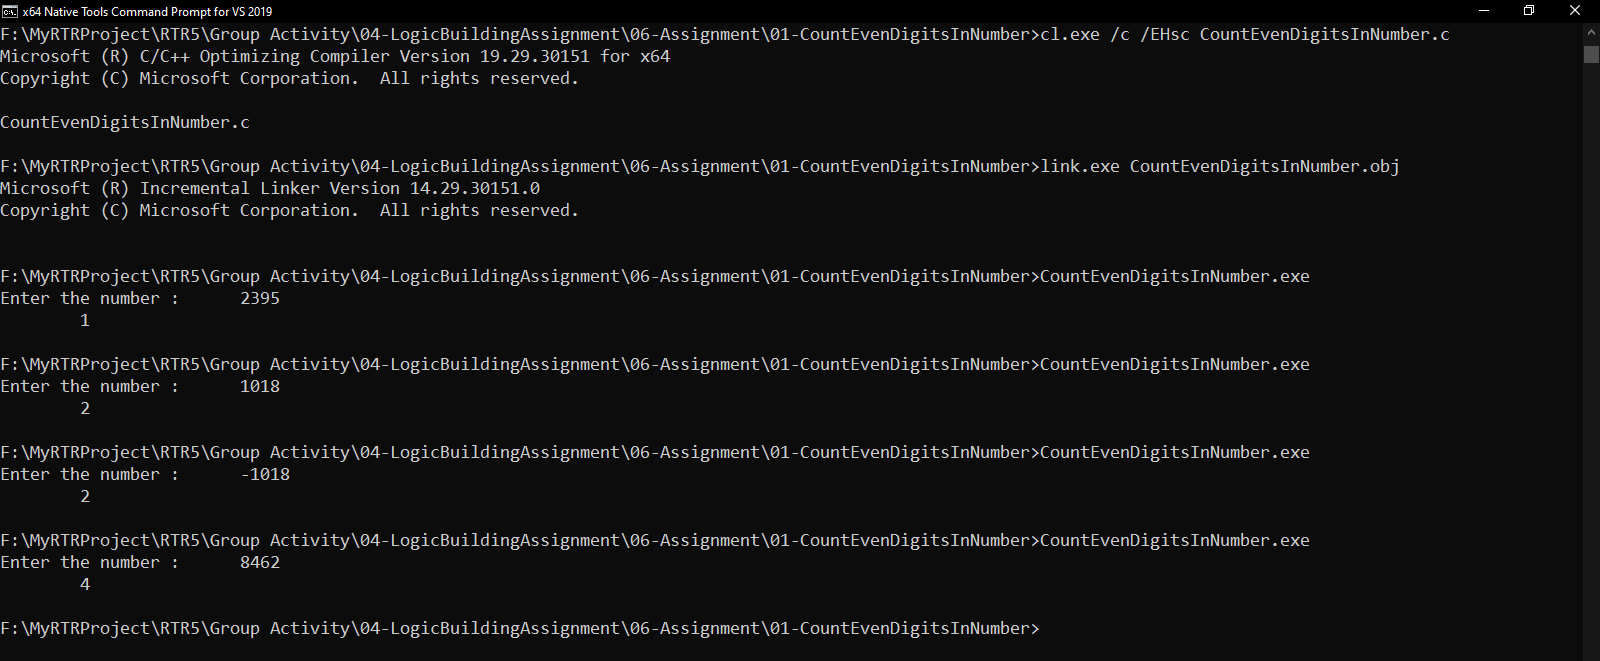 x64 Native Tools Command Prompt for VS 2019
F:\MyRTRProject\RTR5\Group Activity\04-LogicBuildingAssignment\06-Assignment\01-CountEvenDigitsInNumber>cl.exe /c /EHsc CountEvenDigitsInNumber.c
Microsoft (R) C/C++ Optimizing Compiler Version 19.29.30151 for x64
Copyright (C) Microsoft Corporation.  All rights reserved.

CountEvenDigitsInNumber.c

F:\MyRTRProject\RTR5\Group Activity\04-LogicBuildingAssignment\06-Assignment\01-CountEvenDigitsInNumber>link.exe CountEvenDigitsInNumber.obj
Microsoft (R) Incremental Linker Version 14.29.30151.0
Copyright (C) Microsoft Corporation.  All rights reserved.

F:\MyRTRProject\RTR5\Group Activity\04-LogicBuildingAssignment\06-Assignment\01-CountEvenDigitsInNumber>CountEvenDigitsInNumber.exe
Enter the number :      2395
        1

F:\MyRTRProject\RTR5\Group Activity\04-LogicBuildingAssignment\06-Assignment\01-CountEvenDigitsInNumber>CountEvenDigitsInNumber.exe
Enter the number :      1018
        2

F:\MyRTRProject\RTR5\Group Activity\04-LogicBuildingAssignment\06-Assignment\01-CountEvenDigitsInNumber>CountEvenDigitsInNumber.exe
Enter the number :      -1018
        2

F:\MyRTRProject\RTR5\Group Activity\04-LogicBuildingAssignment\06-Assignment\01-CountEvenDigitsInNumber>CountEvenDigitsInNumber.exe
Enter the number :      8462
        4

F:\MyRTRProject\RTR5\Group Activity\04-LogicBuildingAssignment\06-Assignment\01-CountEvenDigitsInNumber>